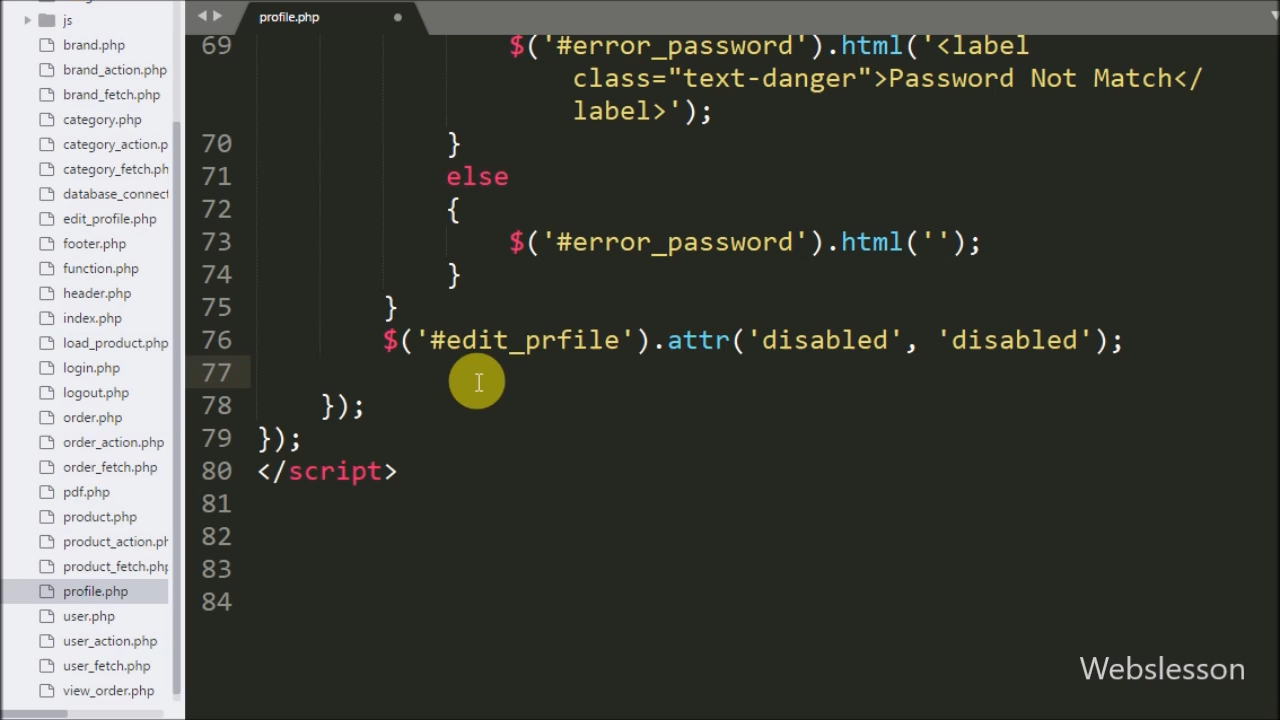 js
brand.php
brand_action.php
brand_fetch.php
category.php
category_action.p
category_fetch.ph
database_connect
edit_profile.php
footer.php
function.php
header.php
index.php
load_product.php
login.php
logout.php
order.php
order_action.php
order_fetch.php
pdf.php
product.php
product_action.ph
product_fetch.php
profile.php
user.php
user_action.php
user_fetch.php
view_order.php
profile.php
69 $('#error_password').html('<label
class="text-danger">Password Not Match</
label>');
70 }
71 else
72 {
73 $('#error_password').html('');
74 }
75 }
76 $('#edit_prfile').attr('disabled', 'disabled');
77
78 });
79 });
80 </script>
81
82
83
84
Webslesson